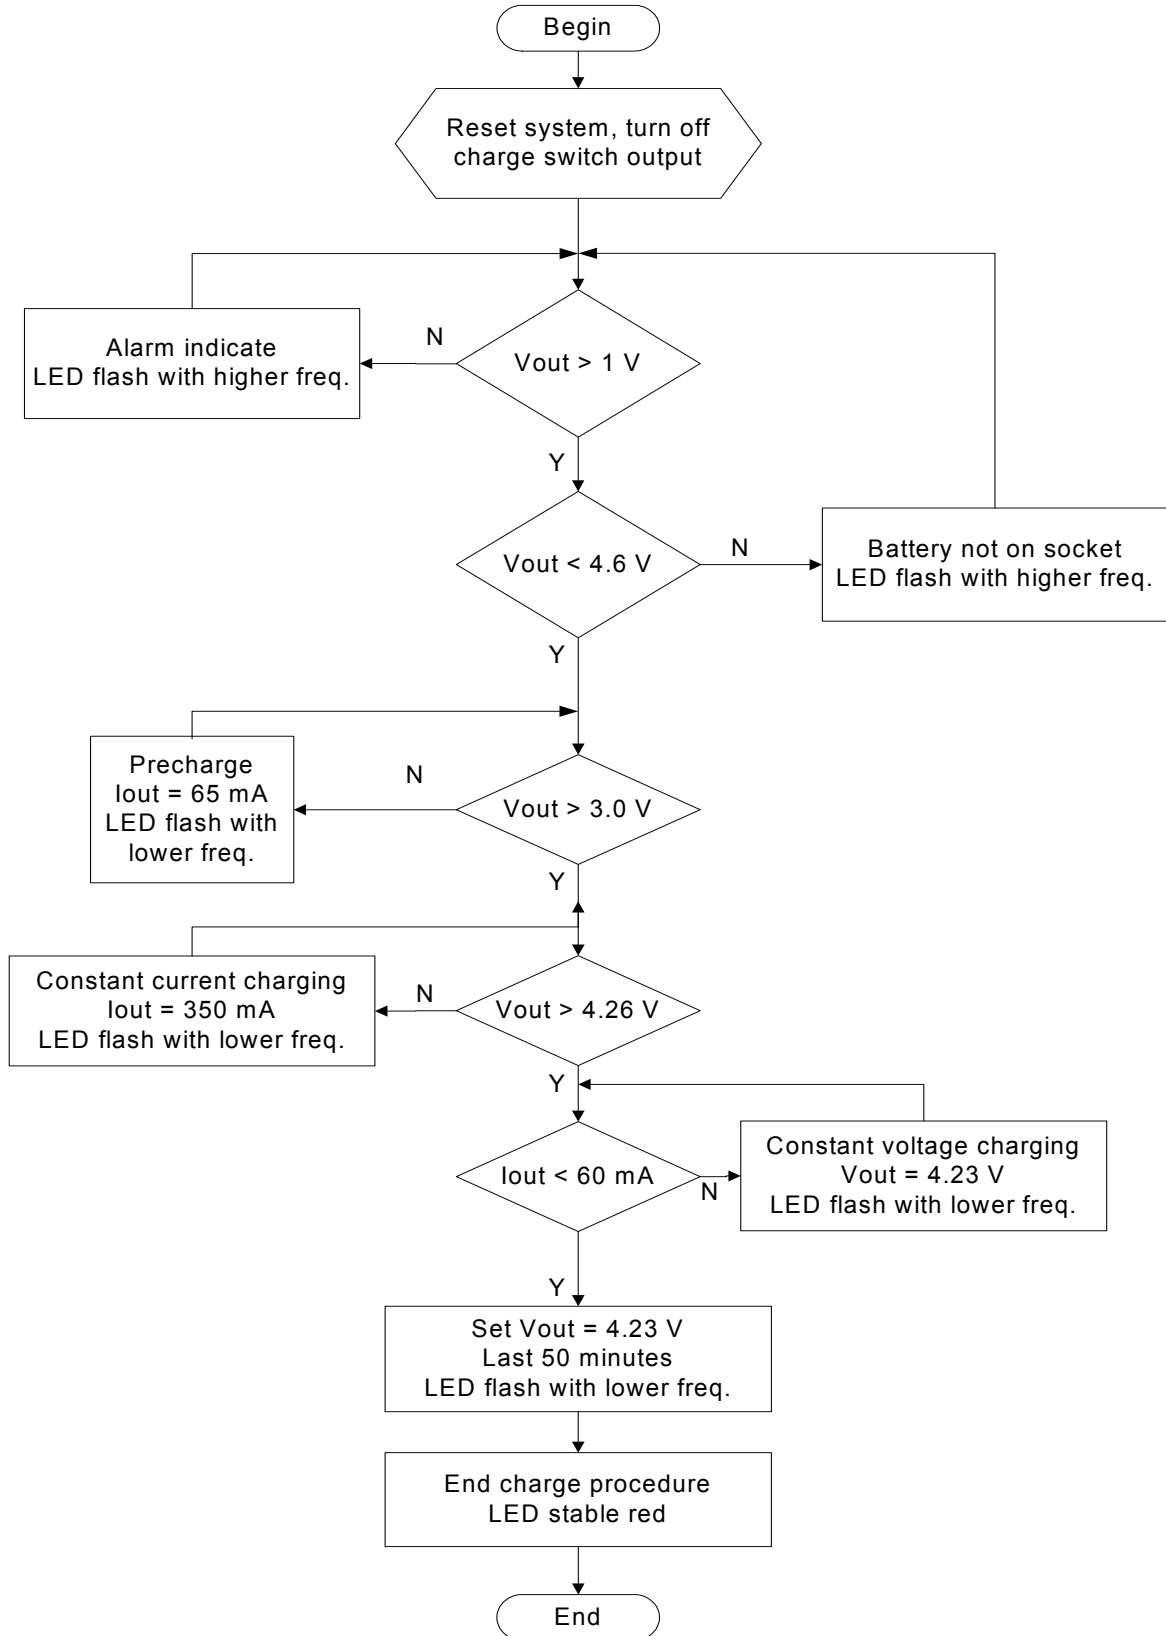 Begin
Reset system, turn off
charge switch output
N
Alarm indicate
LED flash with higher freq.
Vout > 1 V
Y
Vout < 4.6 V
N
Battery not on socket
LED flash with higher freq.
Y
Precharge
Iout = 65 mA
LED flash with
lower freq.
N
Vout > 3.0 V
Y
Constant current charging
Iout = 350 mA
LED flash with lower freq.
N
Vout > 4.26 V
Y
Iout < 60 mA
N
Constant voltage charging
Vout = 4.23 V
LED flash with lower freq.
Y
Set Vout = 4.23 V
Last 50 minutes
LED flash with lower freq.
End charge procedure
LED stable red
End